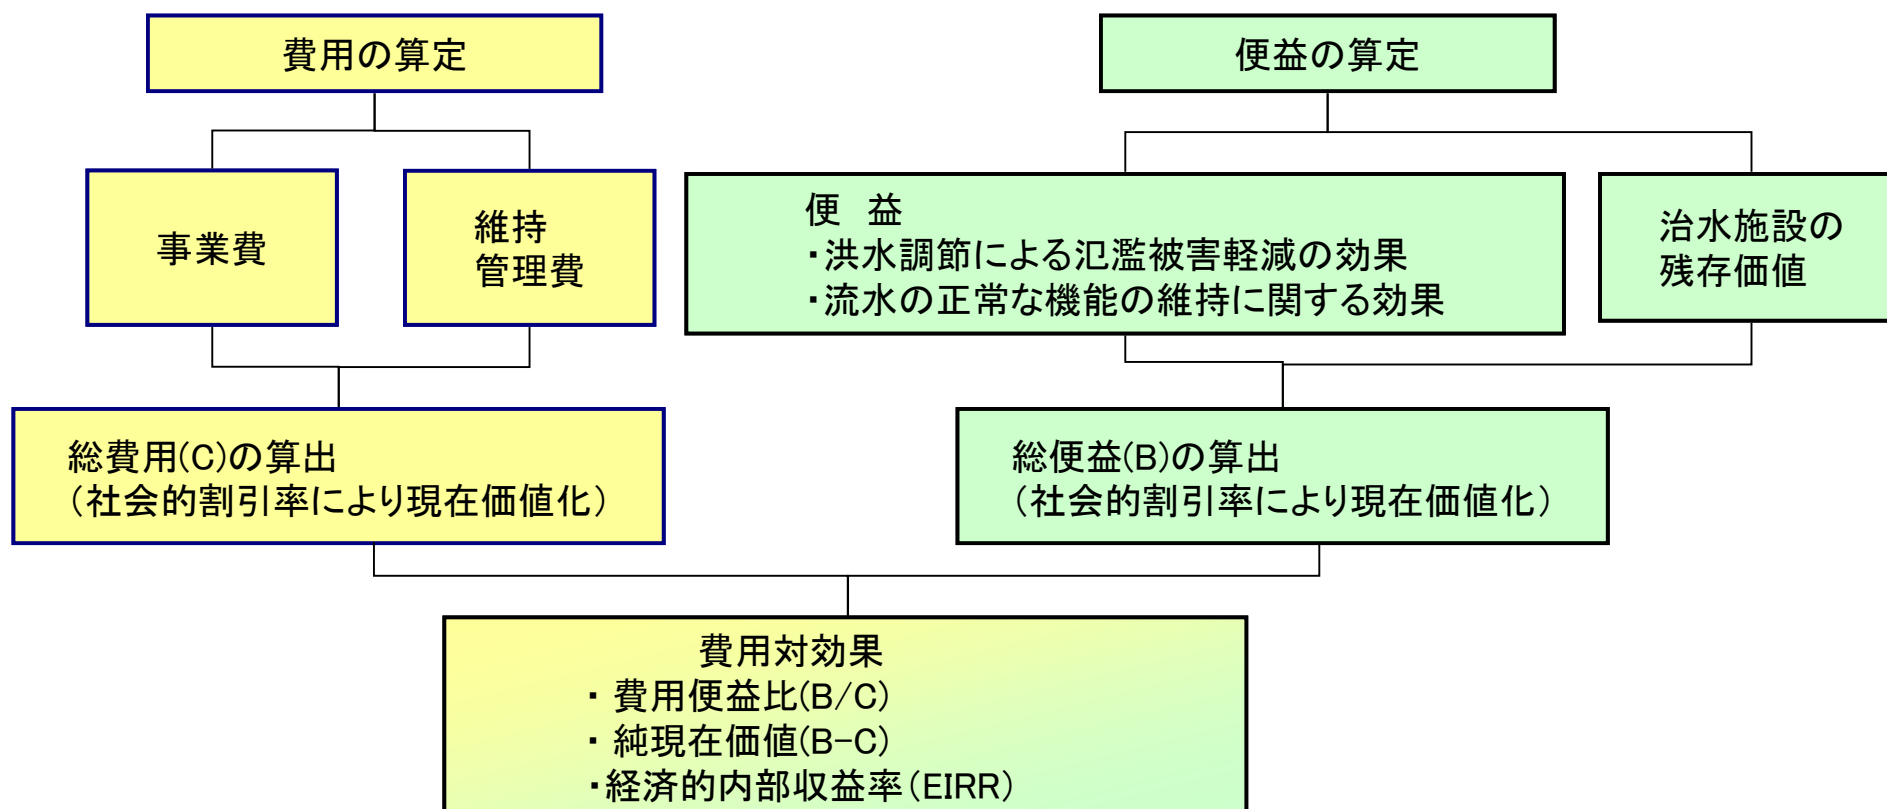 費用の算定
便益の算定
事業費
維持
管理費
便　益
・洪水調節による氾濫被害軽減の効果
・流水の正常な機能の維持に関する効果
治水施設の
残存価値
総費用(C)の算出
（社会的割引率により現在価値化）
総便益(B)の算出
（社会的割引率により現在価値化）
費用対効果
・ 費用便益比(B/C)
・ 純現在価値(B-C)
・経済的内部収益率(EIRR)